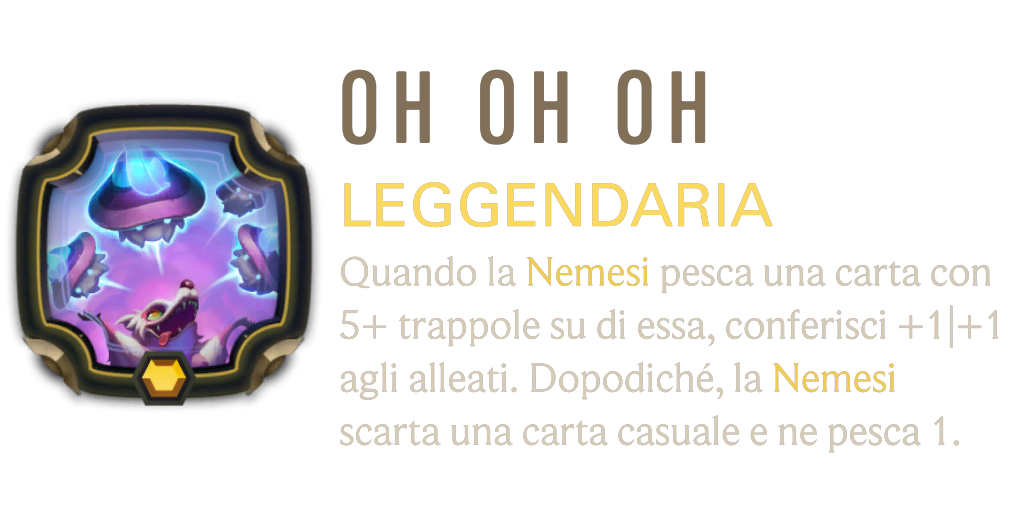 OH OH OH
LEGGENDARIA
Quando la Nemesi pesca una carta con
5+ trappole su di essa, conferisci +1|+1
agli alleati. Dopodiché, la Nemesi
scarta una carta casuale e ne pesca 1.